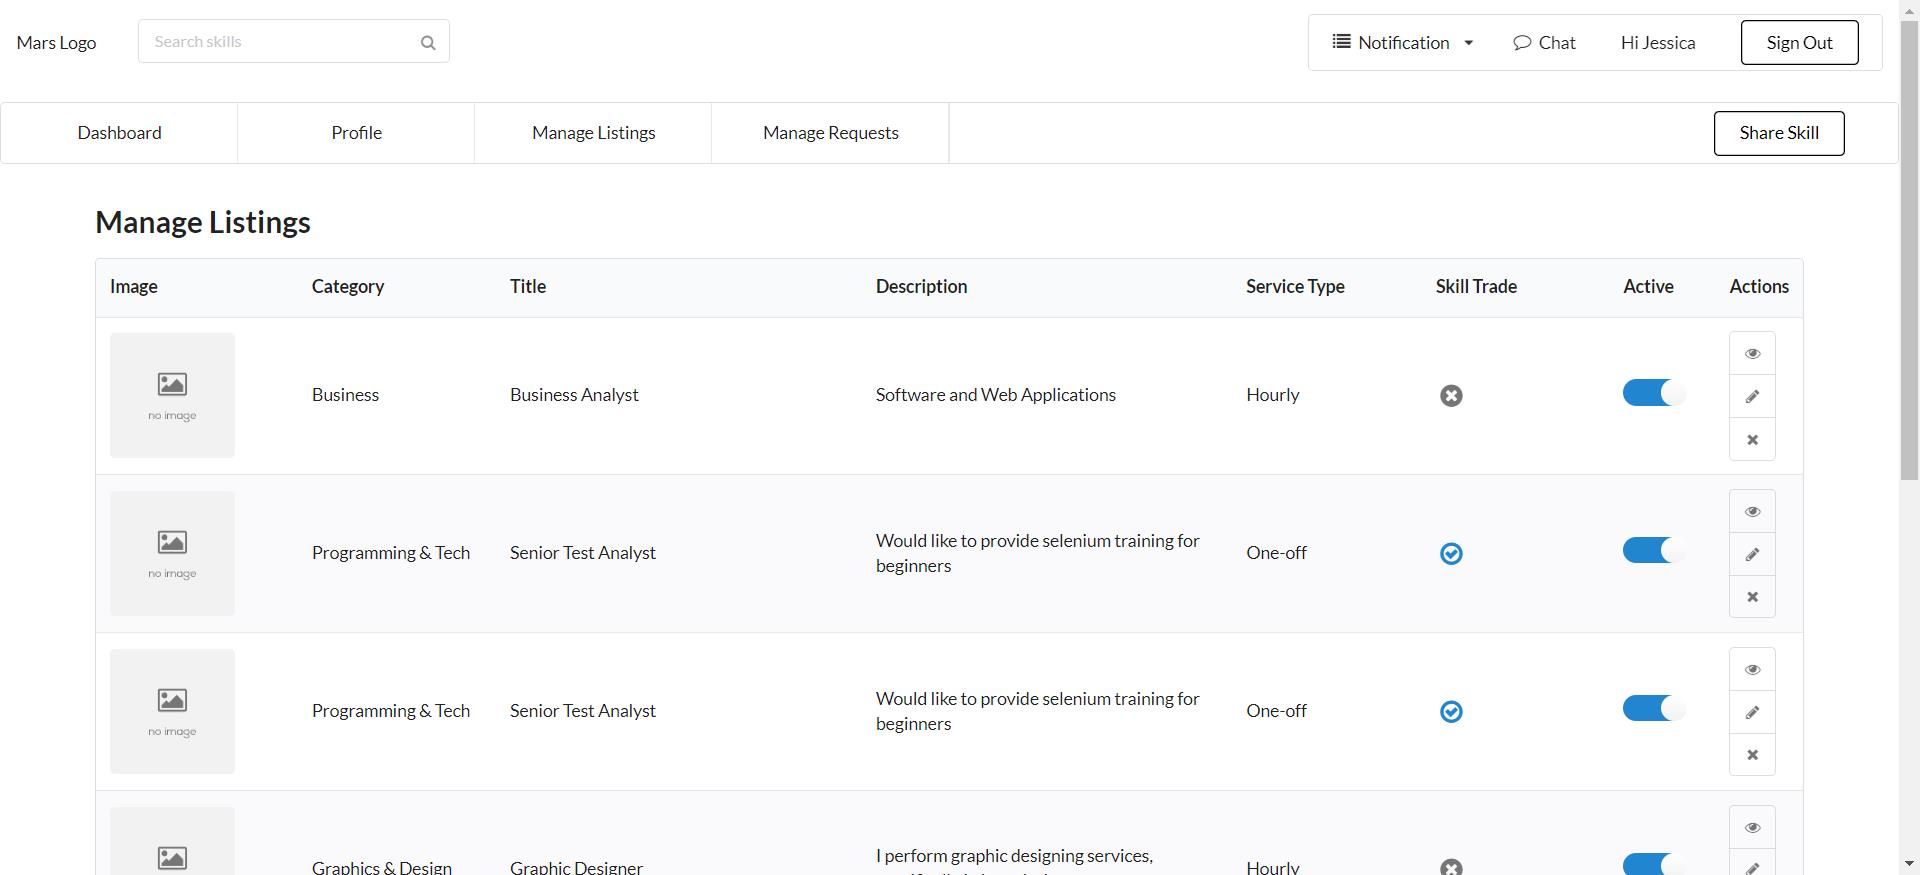 Mars Logo
Search skills
Notification
Chat
Hi Jessica
Sign Out
Dashboard
Profile
Manage Listings
Manage Requests
Share Skill
Manage Listings
Image Category Title Description Service Type Skill Trade Active Actions
no image
Business
Business Analyst
Software and Web Applications
Hourly
no image
Programming & Tech
Senior Test Analyst
Would like to provide selenium training for
beginners
One-off
no image
Programming & Tech
Senior Test Analyst
Would like to provide selenium training for
beginners
One-off
Graphics & Design
Graphic Designer
I perform graphic designing services,
Hourly